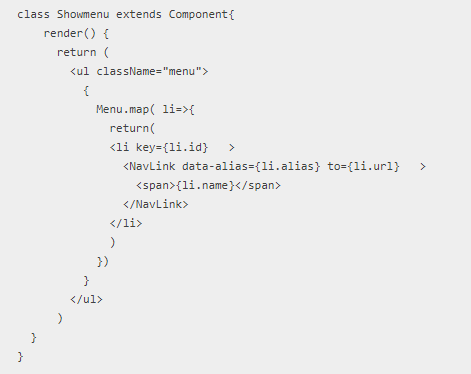 class Showmenu extends Component{
    render() {
      return (
        <ul className="menu">
          {
            Menu.map( li=>{
              return(
              <li key={li.id}   >
                <NavLink data-alias={li.alias} to={li.url}   >
                  <span>{li.name}</span>
                </NavLink>
              </li>
              )
            })
          }
        </ul>
      )
  }
}